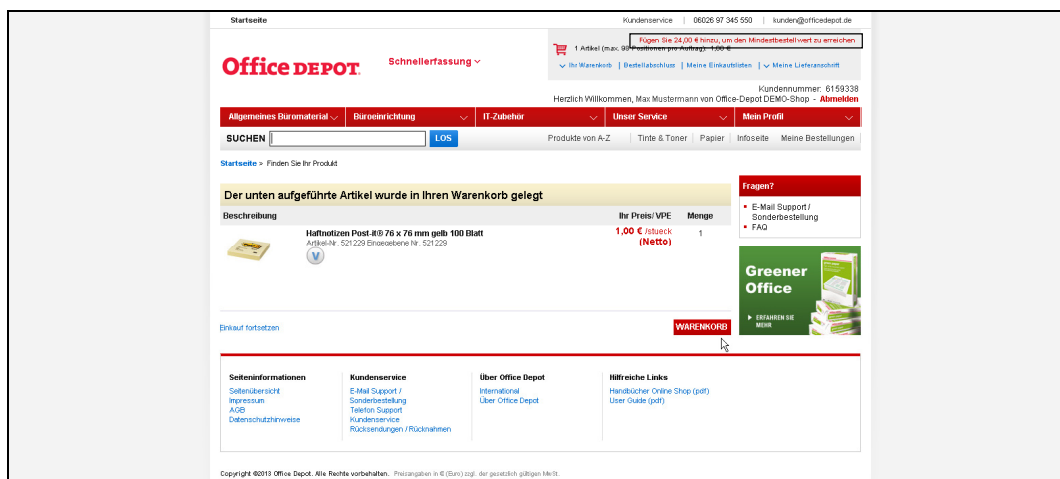 Startseite
Kundenservice | 06026 97 345 550 | kunden@officedepot.de
Fügen Sie 24,00 € hinzu, um den Mindestbestellwert zu erreichen
1 Artikel (max. 98 Positionen pro Auftrag): 1,00 €
Office DEPOT.
Schnellerfassung
Ihr Warenkorb | Bestellabschluss | Meine Einkaufslisten | Meine Lieferanschrift
Kundennummer: 6159338
Herzlich Willkommen, Max Mustermann von Office-Depot DEMO-Shop - Abmelden
Allgemeines Büromaterial Büroeinrichtung IT-Zubehör Unser Service Mein Profil
SUCHEN LOS Produkte von A-Z | Tinte & Toner | Papier | Infoseite Meine Bestellungen
Startseite > Finden Sie Ihr Produkt
Der unten aufgeführte Artikel wurde in Ihren Warenkorb gelegt
Beschreibung Ihr Preis/ VPE Menge
Haftnotizen Post-it® 76 x 76 mm gelb 100 Blatt
Artikel-Nr. 521229 Eingegebene Nr. 521229
V
1,00 € /stueck
(Netto)
1
Einkauf fortsetzen
WARENKORB
Fragen?
E-Mail Support /
Sonderbestellung
FAQ
Greener
Office
ERFAHREN SIE
MEHR
Seiteninformationen
Seitenübersicht
Impressum
AGB
Datenschutzhinweise
Kundenservice
E-Mail Support /
Sonderbestellung
Telefon Support
Kundenservice
Rücksendungen / Rücknahmen
Über Office Depot
International
Über Office Depot
Hilfreiche Links
Handbücher Online Shop (pdf)
User Guide (pdf)
Copyright ©2013 Office Depot. Alle Rechte vorbehalten. Preisangaben in € (Euro) zzgl. der gesetzlich gültigen MwSt.